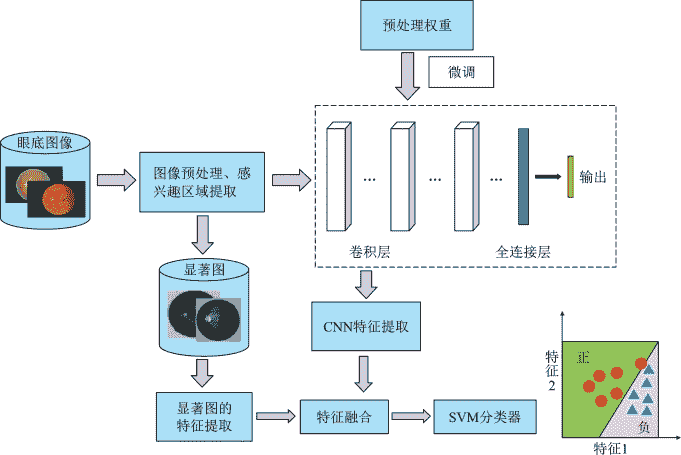 预处理权重
微调
眼底图像
图像预处理、感
兴趣区域提取
...
...
...
输出
卷积层
全连接层
显著图
CNN特征提取
显著图的
特征提取
特征融合
SVM分类器
特征2
正
负
特征1